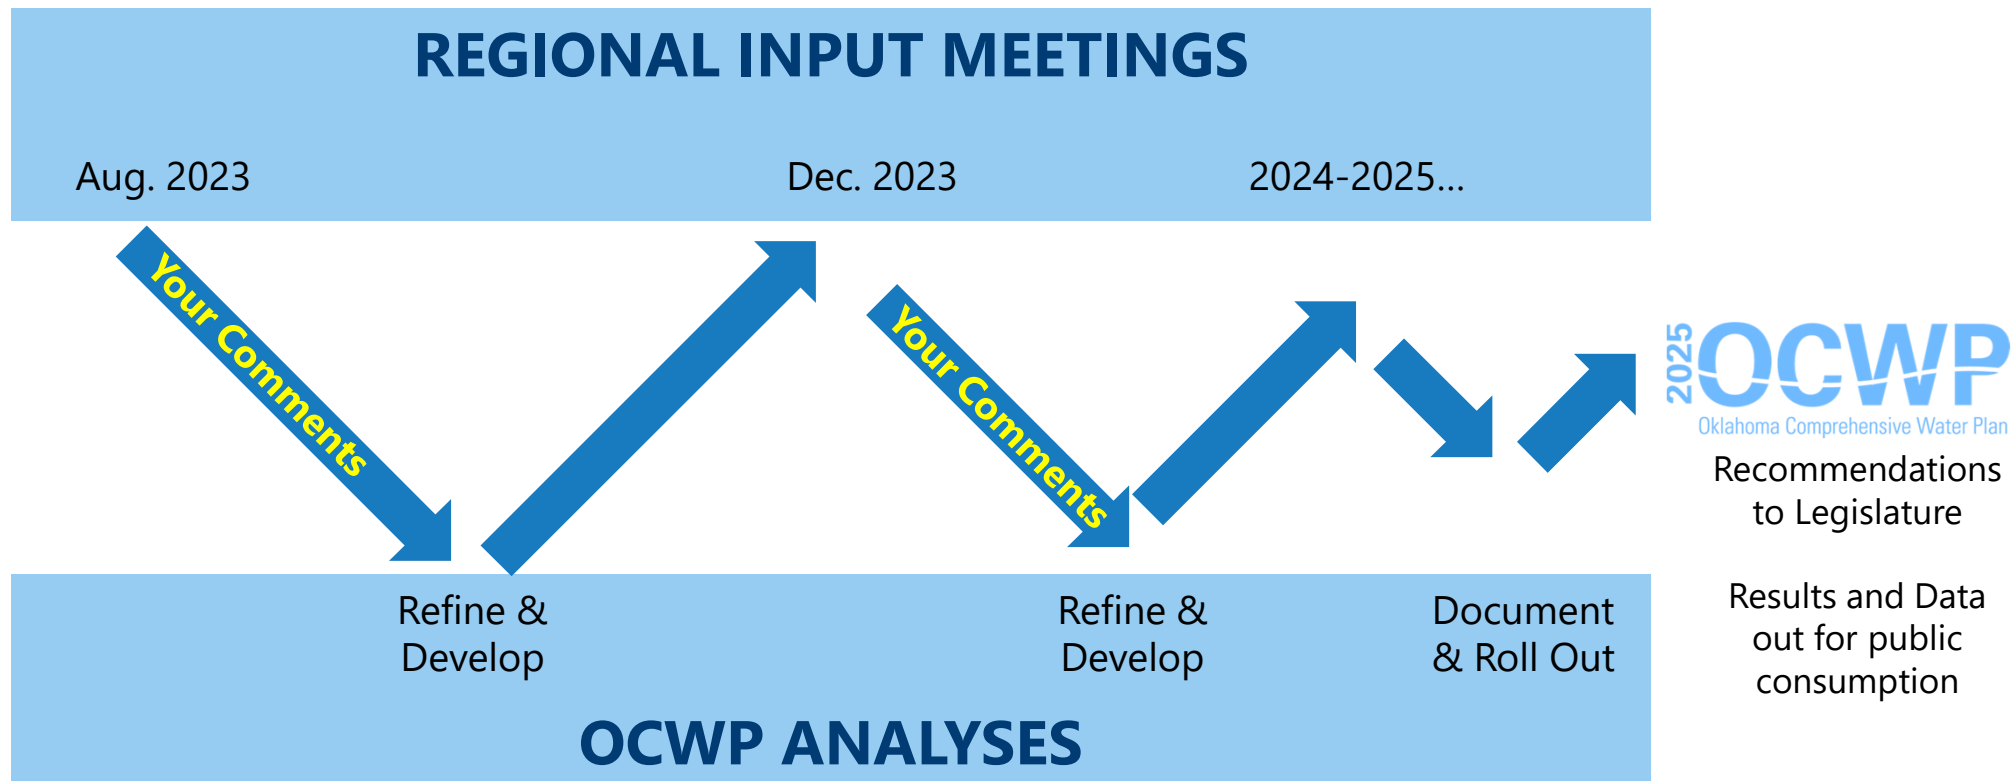 REGIONAL INPUT MEETINGS
Aug. 2023
Dec. 2023
2024-2025...
Your Comments
Your Comments
2025
OCWP
Oklahoma Comprehensive Water Plan
Recommendations
to Legislature
Results and Data
out for public
consumption
Refine &
Develop
Refine &
Develop
Document
& Roll Out
OCWP ANALYSES